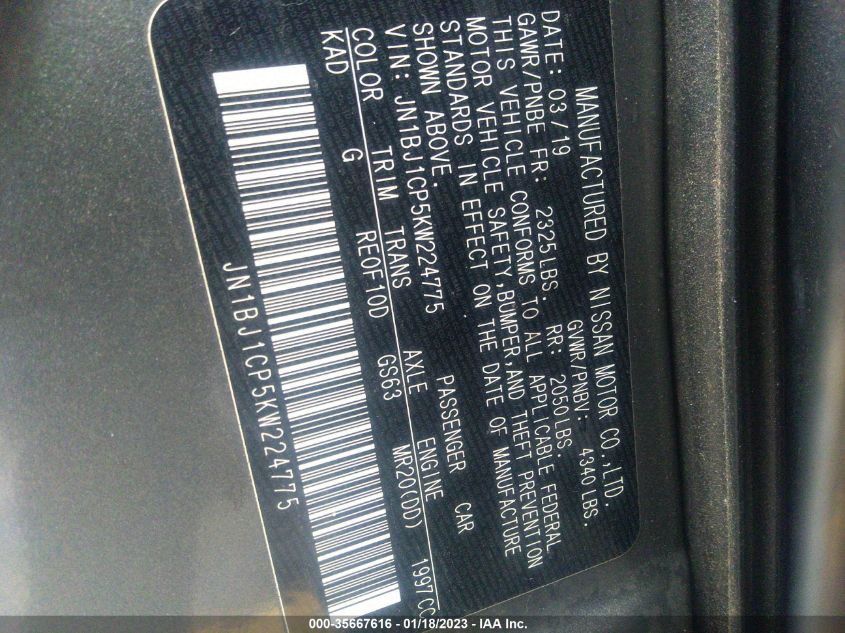 MANUFACTURED BY NISSAN MOTOR CO.,LTD.
DATE: 03/19 GVWR/PNBV: 4340 LBS.
GAWR/PNBE FR: 2325LBS. RR: 2050LBS.
THIS VEHICLE CONFORMS TO ALL APPLICABLE FEDERAL
MOTOR VEHICLE SAFETY,BUMPER,AND THEFT PREVENTION
STANDARDS IN EFFECT ON THE DATE OF MANUFACTURE
SHOWN ABOVE.
VIN: JN1BJ1CP5KW224775 PASSENGER CAR
COLOR TRIM TRANS AXLE ENGINE 1997CC
KAD G RE0F10D GS63 MR20(DD)
JN1BJ1CP5KW224775
000-35667616 - 01/18/2023 - IAA Inc.